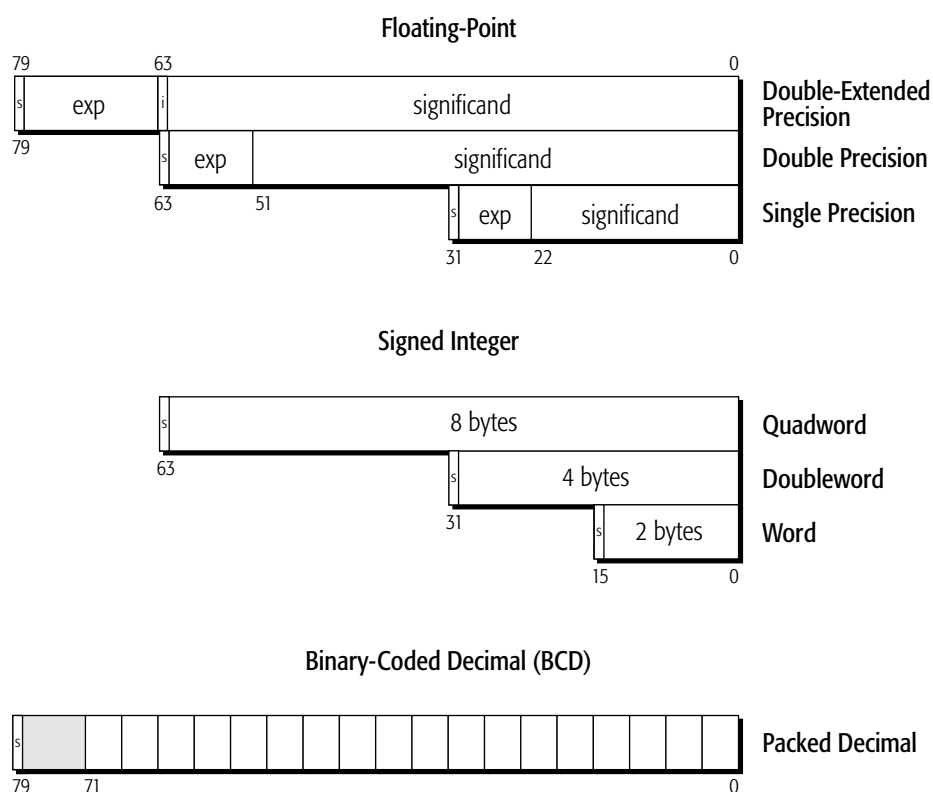 Floating-Point
79 63 0
s exp i significand Double-Extended
Precision
79
s exp significand Double Precision
63 51
s exp significand Single Precision
31 22 0
Signed Integer
s 8 bytes Quadword
63
s 4 bytes Doubleword
31
s 2 bytes Word
15 0
Binary-Coded Decimal (BCD)
s Packed Decimal
79 71 0